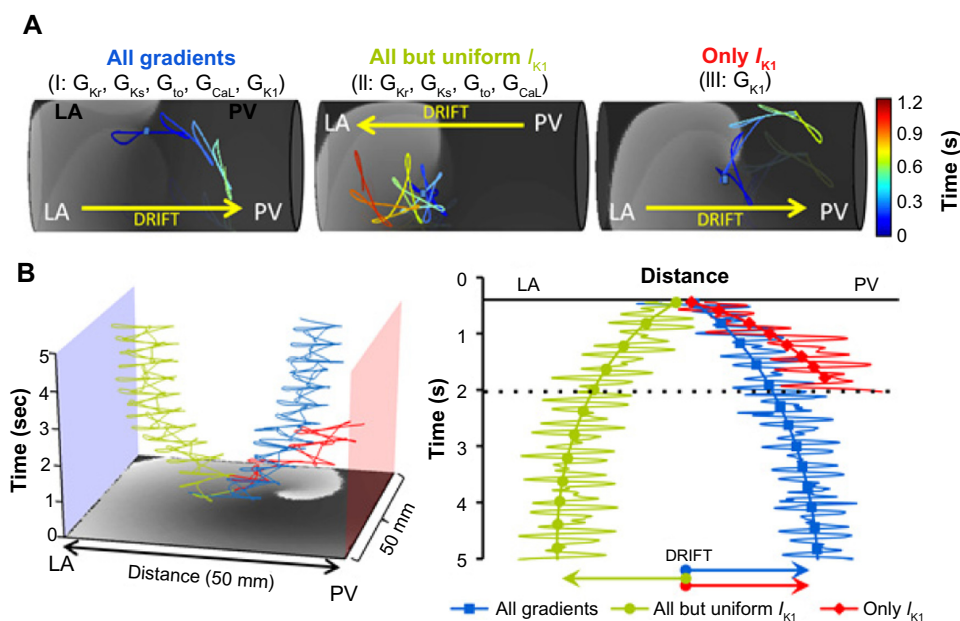 A
All gradients
(I: GKr, GKs, Gto, GCaL, GK1)
All but uniform IK1
(II: GKr, GKs, Gto, GCaL)
Only IK1
(III: GK1)
LA PV
LA DRIFT PV
LA DRIFT PV
LA DRIFT PV
1.2
0.9
0.6
0.3
0
Time (s)
B
5
4
3
2
1
0
Time (sec)
LA
Distance (50 mm)
PV
50 mm
Distance
LA PV
0
1
2
3
4
5
Time (s)
DRIFT
All gradients All but uniform IK1 Only IK1